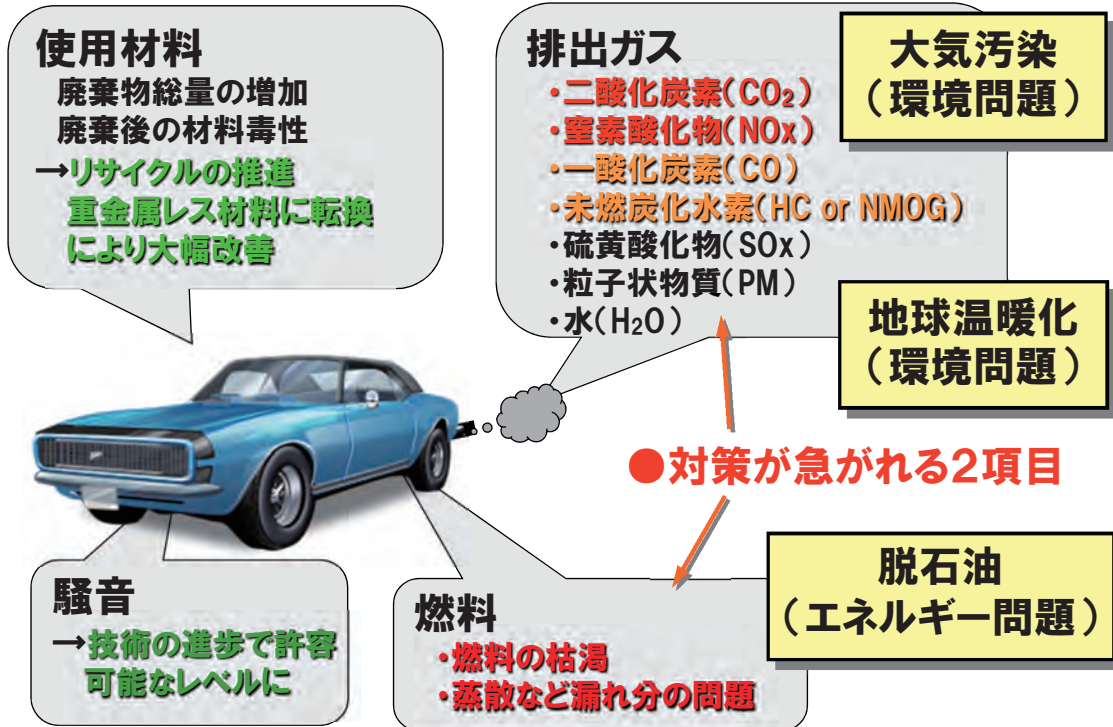 使用材料
廃棄物総量の増加
廃棄後の材料毒性
→リサイクルの推進
重金属レス材料に転換
により大幅改善
排出ガス
・二酸化炭素(CO₂)
・窒素酸化物(NOx)
・一酸化炭素(CO)
・未燃炭化水素(HC or NMOG)
・硫黄酸化物(SOx)
・粒子状物質(PM)
・水(H₂O)
大気汚染
(環境問題)
地球温暖化
(環境問題)
●対策が急がれる2項目
騒音
→技術の進歩で許容
可能なレベルに
燃料
・燃料の枯渇
・蒸散など漏れ分の問題
脱石油
(エネルギー問題)